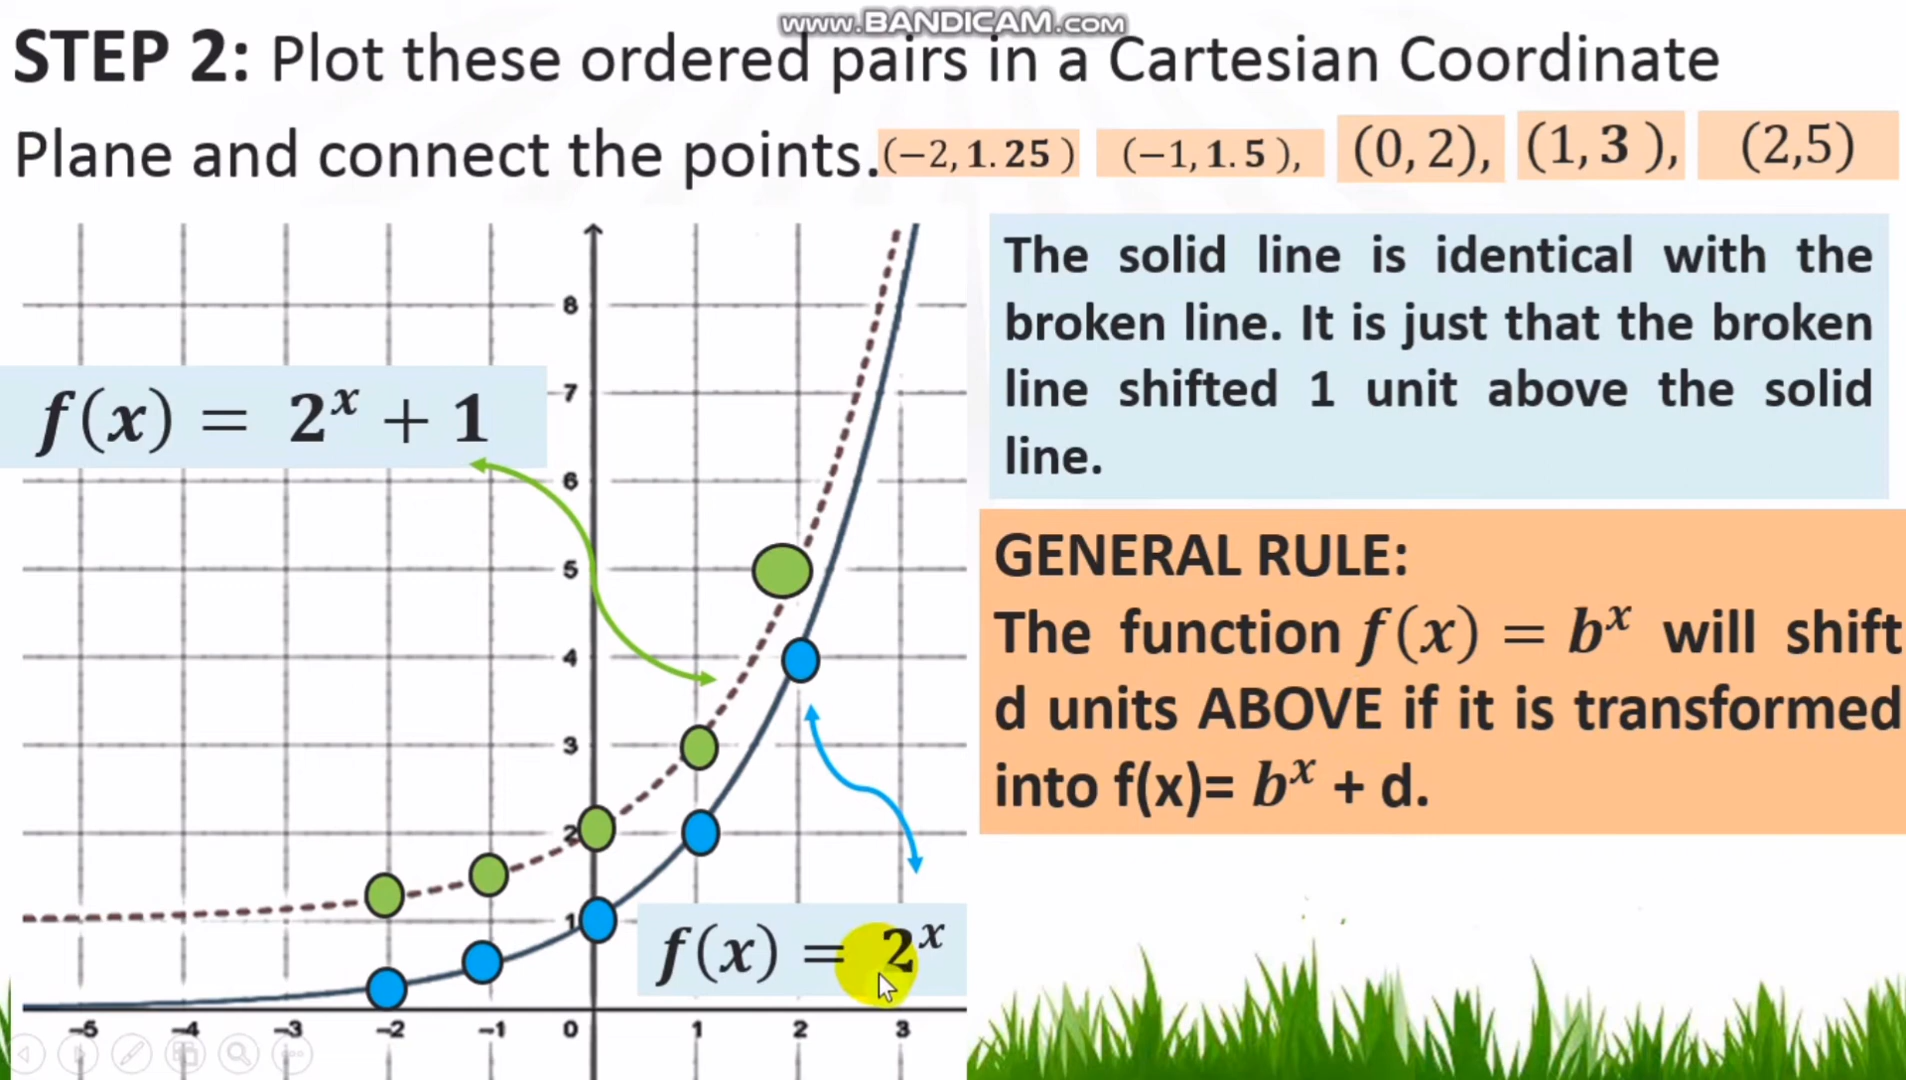 www.BANDICAM.com
STEP 2: Plot these ordered pairs in a Cartesian Coordinate
Plane and connect the points. (−2, 1.25 ) (−1, 1.5 ), (0, 2), (1, 3 ), (2,5)
The solid line is identical with the
broken line. It is just that the broken
line shifted 1 unit above the solid
line.
f(x) = 2ˣ + 1
GENERAL RULE:
The function f(x) = bˣ will shift
d units ABOVE if it is transformed
into f(x)= bˣ + d.
8
7
6
5
4
3
2
1
f(x) = 2ˣ
−5 −4 −3 −2 −1 0 1 2 3